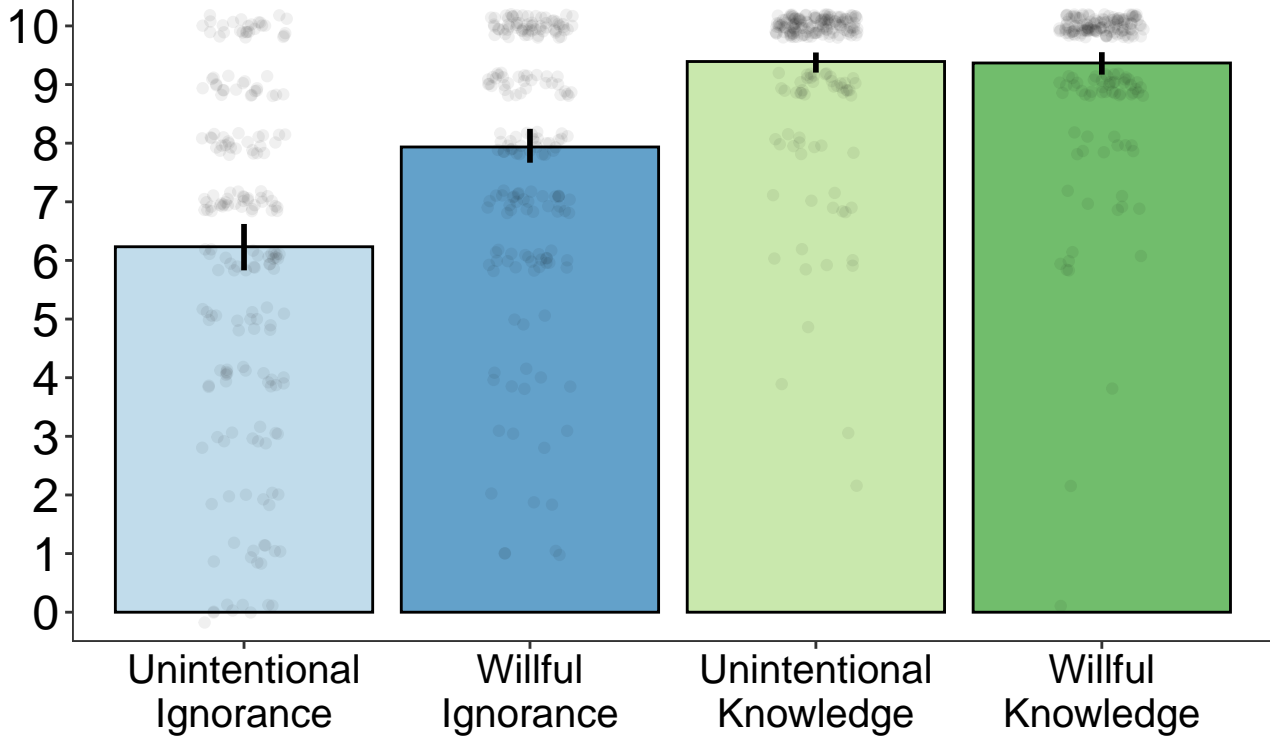 10
9
8
7
6
5
4
3
2
1
0
Unintentional
Ignorance
Willful
Ignorance
Unintentional
Knowledge
Willful
Knowledge